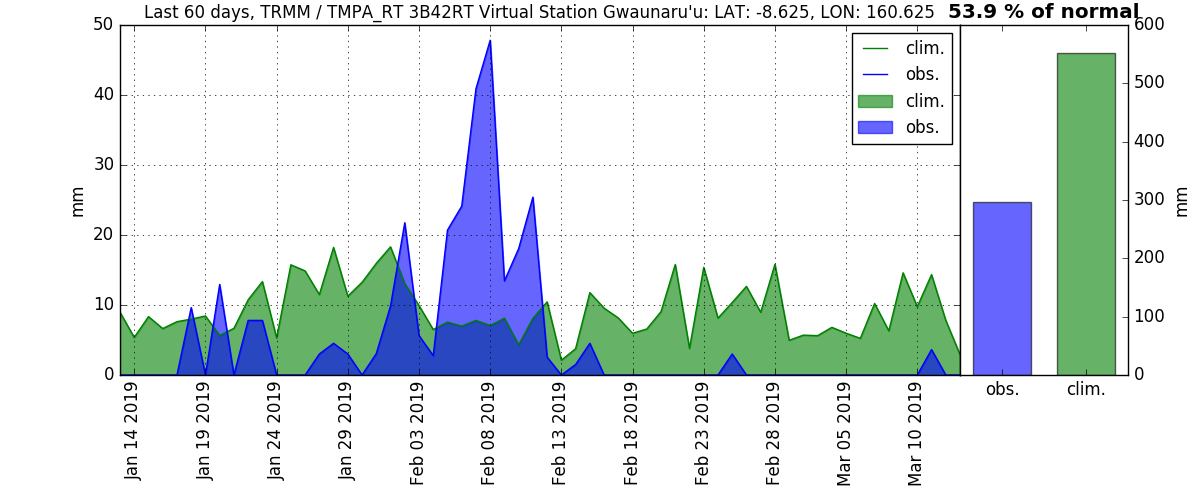 Last 60 days, TRMM / TMPA_RT 3B42RT Virtual Station Gwaunaru'u: LAT: -8.625, LON: 160.625 53.9 % of normal
50
40
30
20
10
0
mm
clim.
obs.
clim.
obs.
600
500
400
300
200
100
0
mm
obs.
clim.
Jan 14 2019
Jan 19 2019
Jan 24 2019
Jan 29 2019
Feb 03 2019
Feb 08 2019
Feb 13 2019
Feb 18 2019
Feb 23 2019
Feb 28 2019
Mar 05 2019
Mar 10 2019